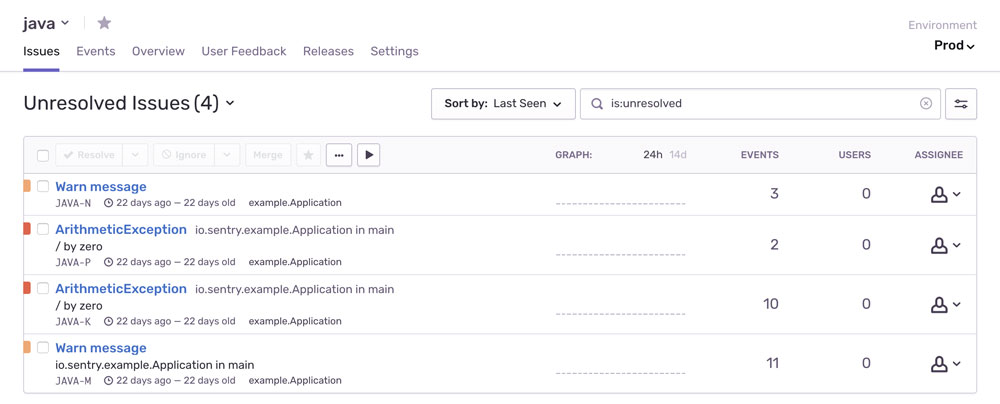 java
Environment
Prod
Issues Events Overview User Feedback Releases Settings
Unresolved Issues (4)
Sort by: Last Seen
is:unresolved
Resolve Ignore Merge GRAPH: 24h 14d EVENTS USERS ASSIGNEE
Warn message
JAVA-N 22 days ago — 22 days old example.Application
3 0
ArithmeticException io.sentry.example.Application in main
/ by zero
JAVA-P 22 days ago — 22 days old example.Application
2 0
ArithmeticException io.sentry.example.Application in main
/ by zero
JAVA-K 22 days ago — 22 days old example.Application
10 0
Warn message
io.sentry.example.Application in main
JAVA-M 22 days ago — 22 days old example.Application
11 0